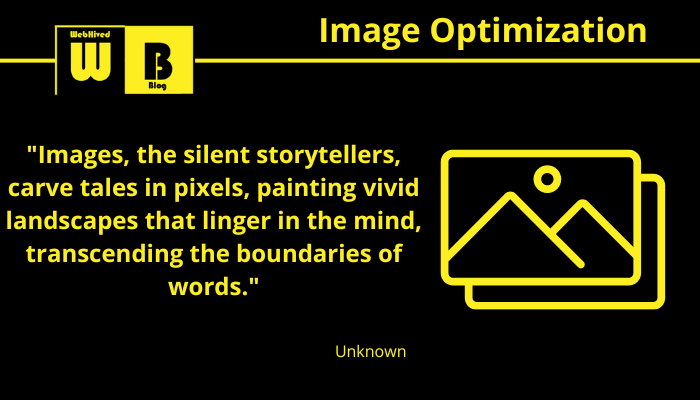 WebHived
W
B
Blog
Image Optimization
"Images, the silent storytellers,
carve tales in pixels, painting vivid
landscapes that linger in the mind,
transcending the boundaries of
words."
Unknown